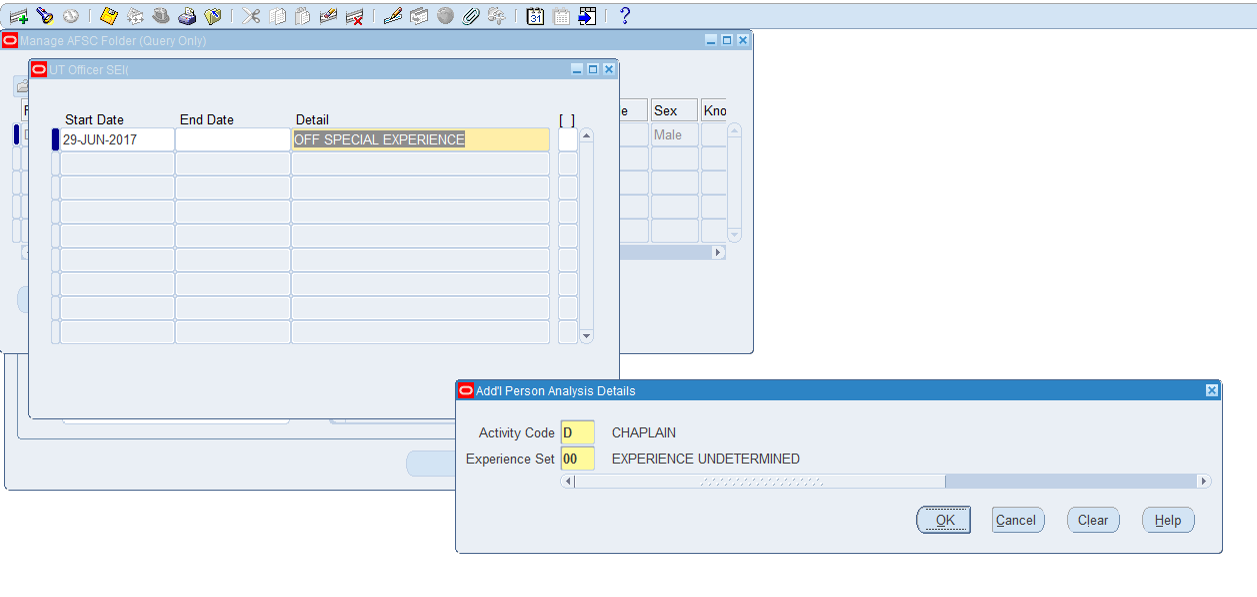 31
?
Manage AFSC Folder (Query Only)
UT Officer SEI(
Start Date End Date Detail [ ]
29-JUN-2017 OFF SPECIAL EXPERIENCE
Sex Kno
Male
Add'l Person Analysis Details
Activity Code D CHAPLAIN
Experience Set 00 EXPERIENCE UNDETERMINED
OK Cancel Clear Help